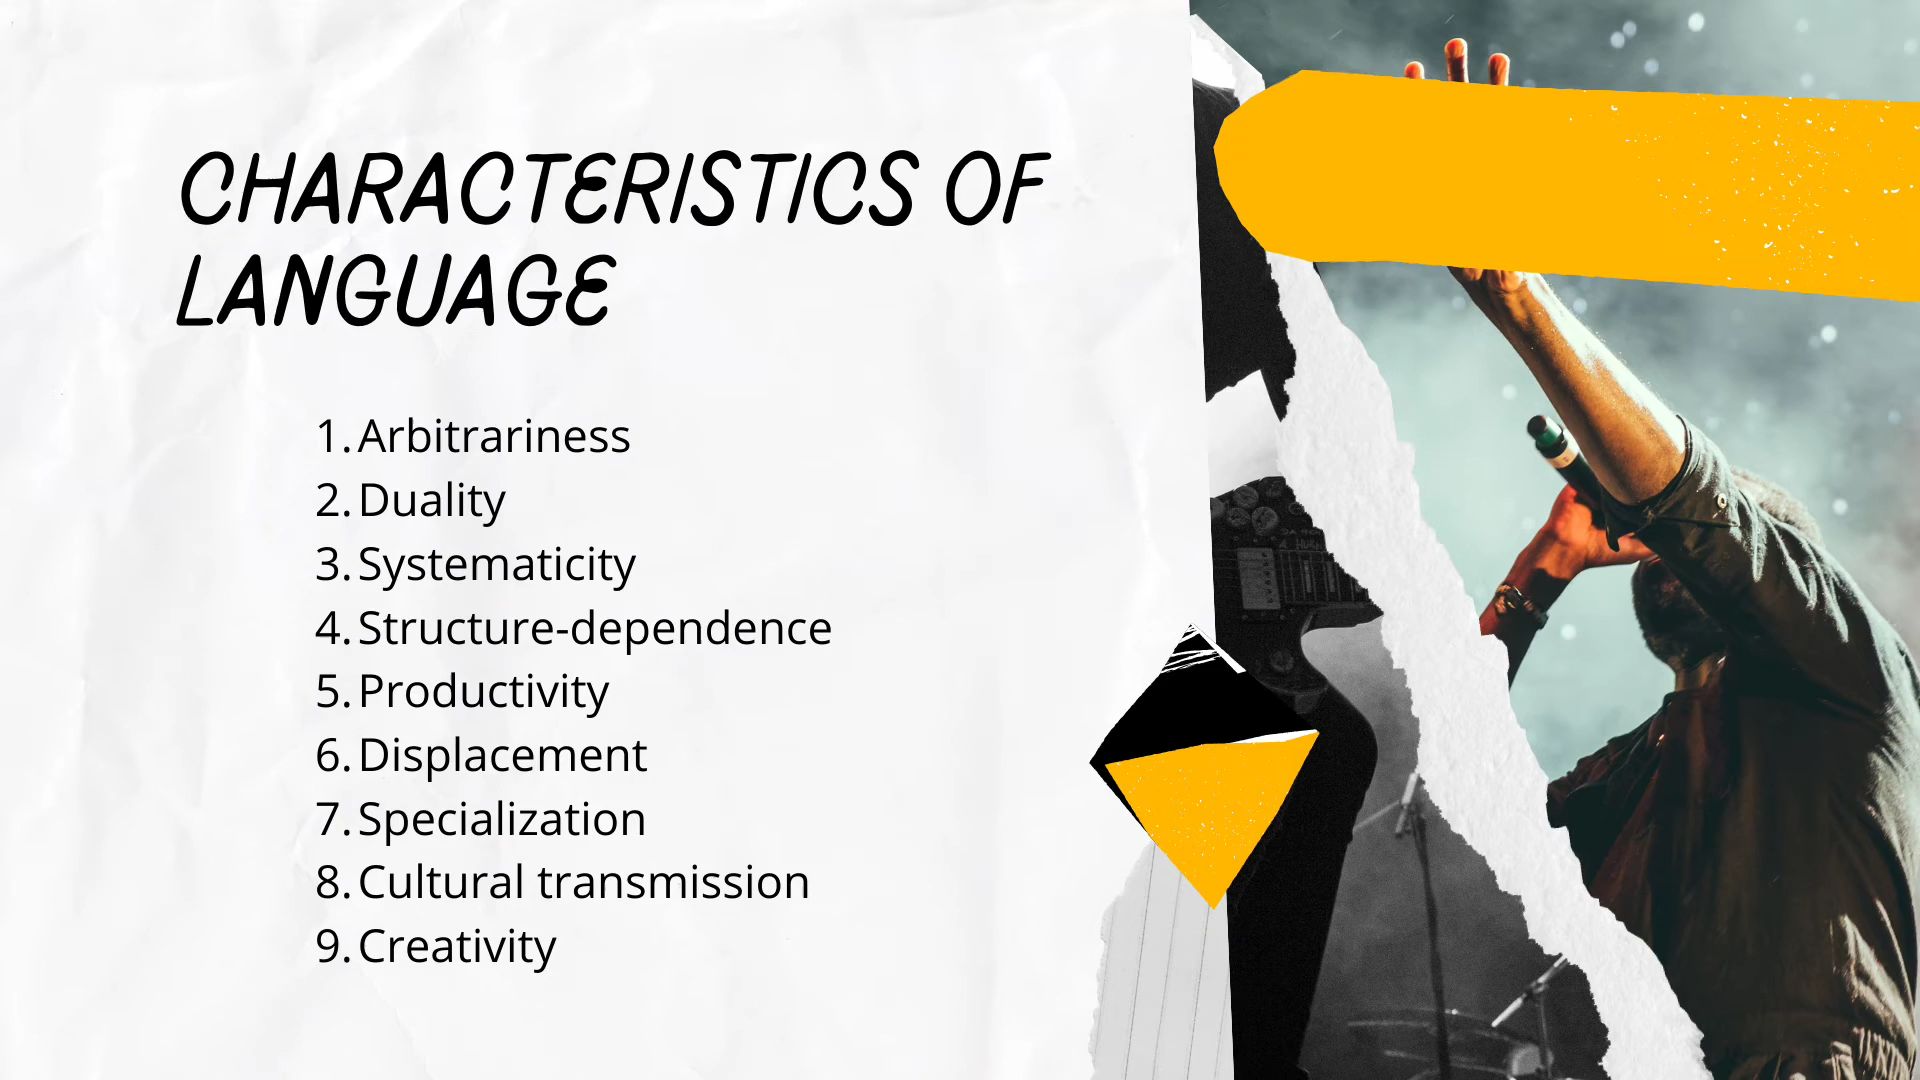 CHARACTERISTICS OF
LANGUAGE
1. Arbitrariness
2. Duality
3. Systematicity
4. Structure-dependence
5. Productivity
6. Displacement
7. Specialization
8. Cultural transmission
9. Creativity